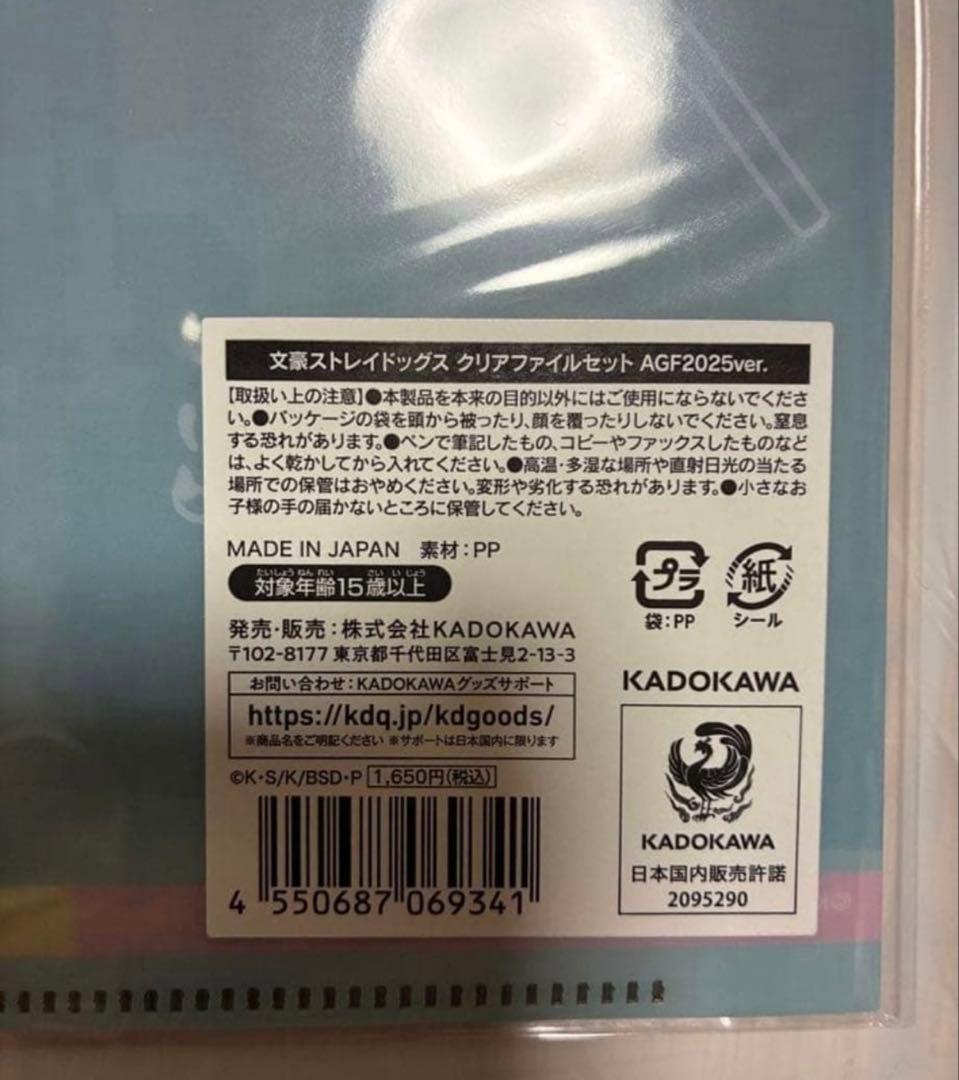 文豪ストレイドッグス クリアファイルセット AGF2025ver.
【取扱い上の注意】●本製品を本来の目的以外にはご使用にならないでくださ
い。●パッケージの袋を頭から被ったり、顔を覆ったりしないでください。窒息
する恐れがあります。●ペンで筆記したもの、コピーやファックスしたものなど
は、よく乾かしてから入れてください。●高温・多湿な場所や直射日光の当たる
場所での保管はおやめください。変形や劣化する恐れがあります。●小さなお
子様の手の届かないところに保管してください。
MADE IN JAPAN 素材:PP
たいしょうねんれい さいいじょう
対象年齢15歳以上
プラ
袋:PP
紙
シール
発売・販売:株式会社KADOKAWA
〒102-8177 東京都千代田区富士見2-13-3
お問い合わせ:KADOKAWAグッズサポート
https://kdq.jp/kdgoods/
※商品名をご明記ください ※サポートは日本国内に限ります
©K・S/K/BSD・P 1,650円(税込)
4 550687 069341
KADOKAWA
KADOKAWA
日本国内販売許諾
2095290